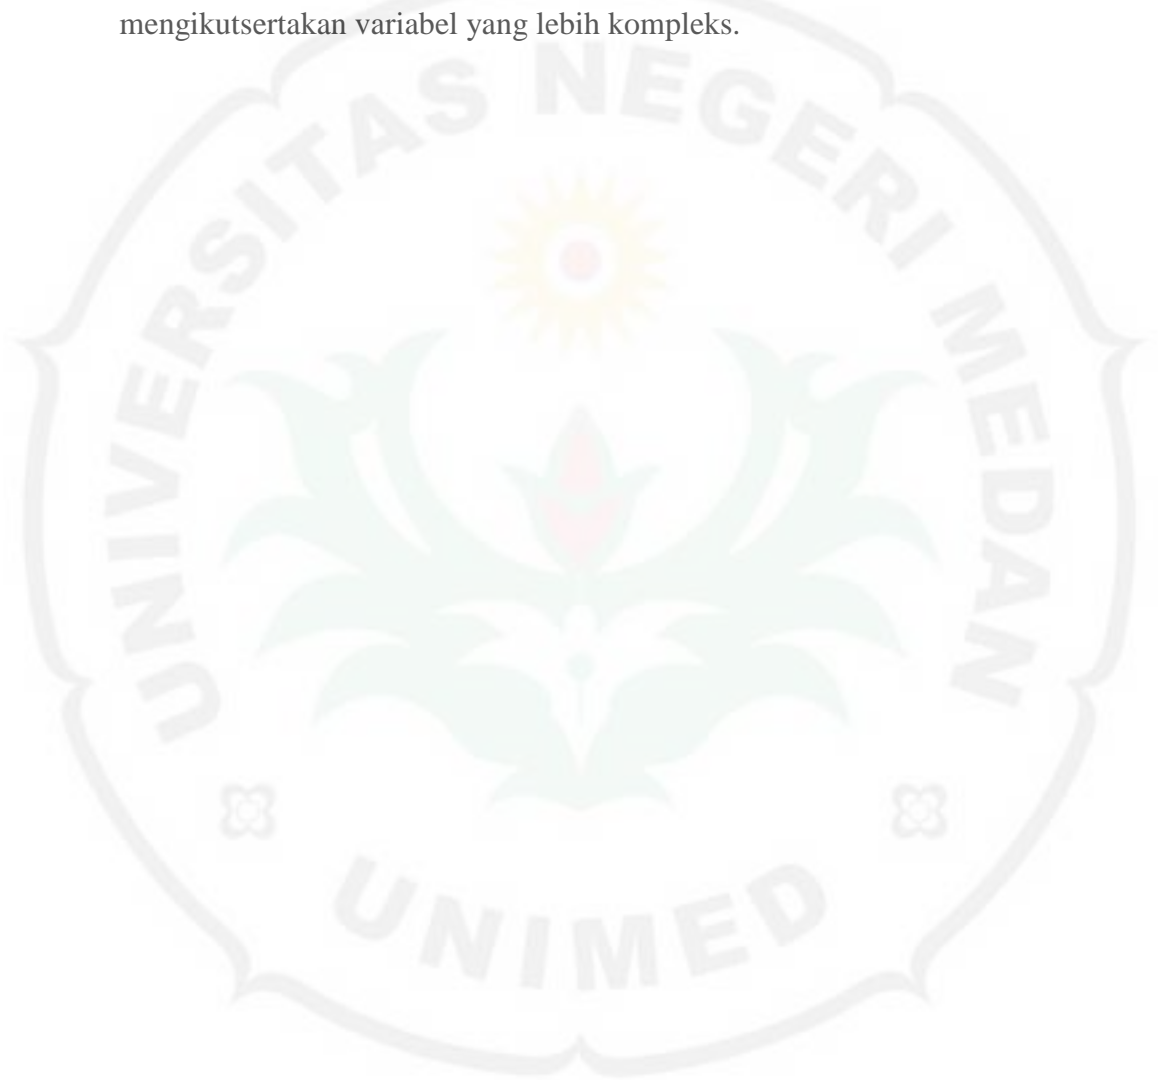 mengikutsertakan variabel yang lebih kompleks.
UNIVERSITAS NEGERI MEDAN
UNIMED